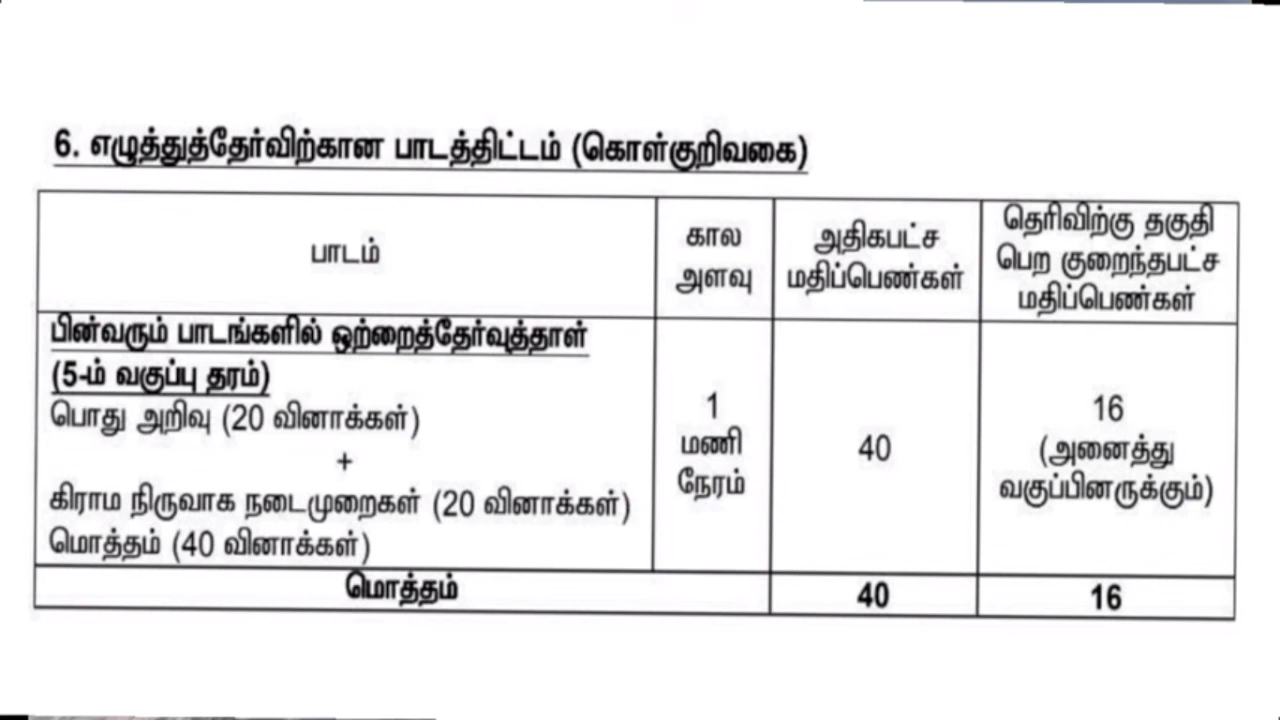 6. எழுத்துத்தேர்விற்கான பாடத்திட்டம் (கொள்குறிவகை)
பாடம்
கால
அளவு
அதிகபட்ச
மதிப்பெண்கள்
தெரிவிற்கு தகுதி
பெற குறைந்தபட்ச
மதிப்பெண்கள்
பின்வரும் பாடங்களில் ஒற்றைத்தேர்வுத்தாள்
(5-ம் வகுப்பு தரம்)
பொது அறிவு (20 வினாக்கள்)
+
கிராம நிருவாக நடைமுறைகள் (20 வினாக்கள்)
மொத்தம் (40 வினாக்கள்)
1
மணி
நேரம்
40
16
(அனைத்து
வகுப்பினருக்கும்)
மொத்தம்
40
16